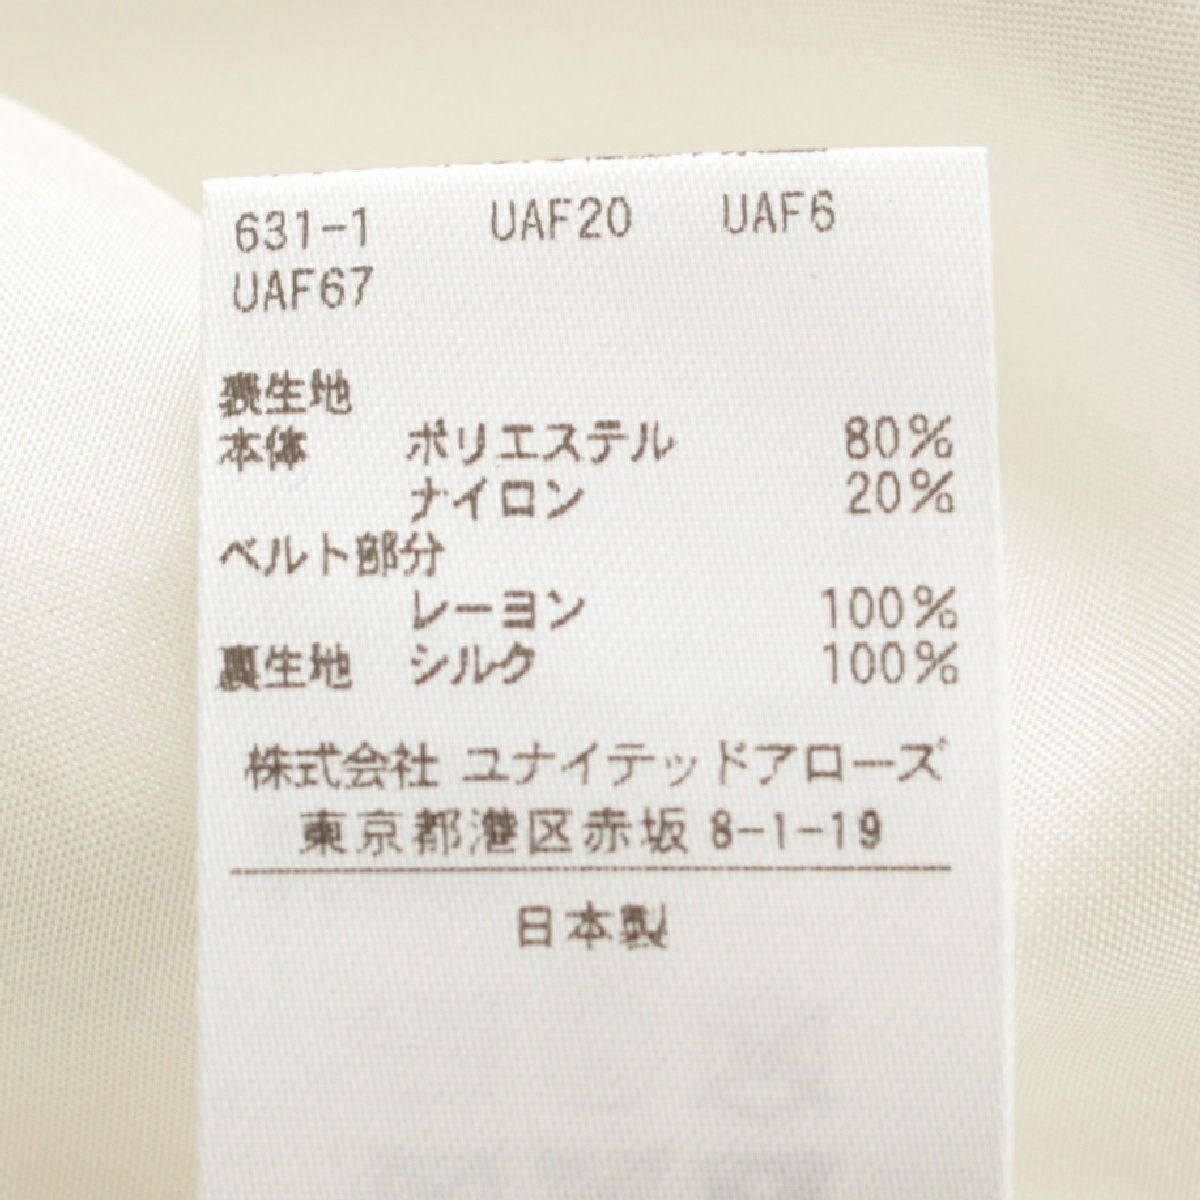 631-1 UAF20 UAF6
UAF67
表生地
本体 ポリエステル 80%
ナイロン 20%
ベルト部分
レーヨン 100%
裏生地 シルク 100%
株式会社 ユナイテッドアローズ
東京都港区赤坂 8-1-19
日本製